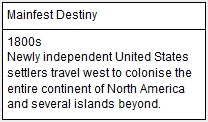 Mainfest Destiny
1800s
Newly independent United States
settlers travel west to colonise the
entire continent of North America
and several islands beyond.